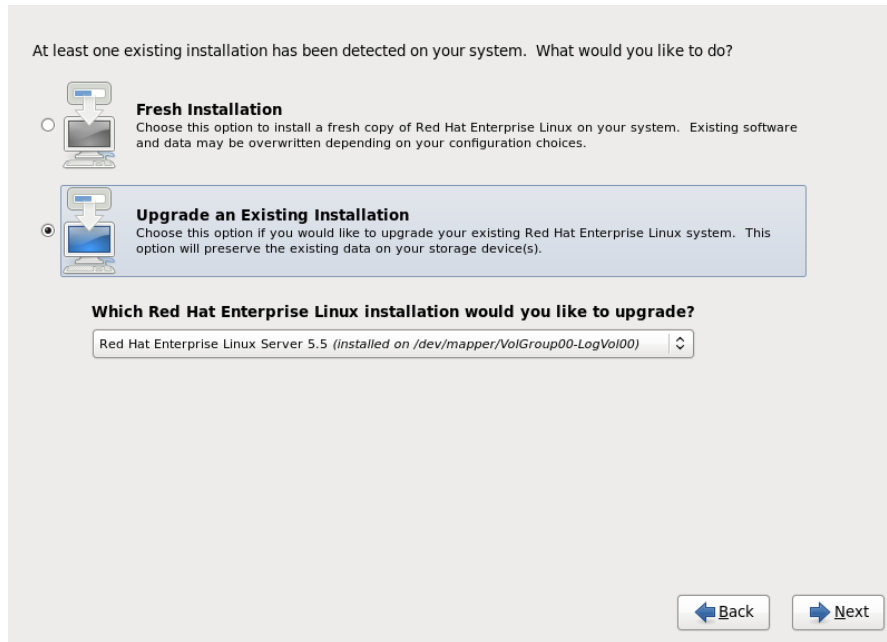 At least one existing installation has been detected on your system.  What would you like to do?
Fresh Installation
Choose this option to install a fresh copy of Red Hat Enterprise Linux on your system.  Existing software
and data may be overwritten depending on your configuration choices.
Upgrade an Existing Installation
Choose this option if you would like to upgrade your existing Red Hat Enterprise Linux system.  This
option will preserve the existing data on your storage device(s).
Which Red Hat Enterprise Linux installation would you like to upgrade?
Red Hat Enterprise Linux Server 5.5 (installed on /dev/mapper/VolGroup00-LogVol00)
Back
Next